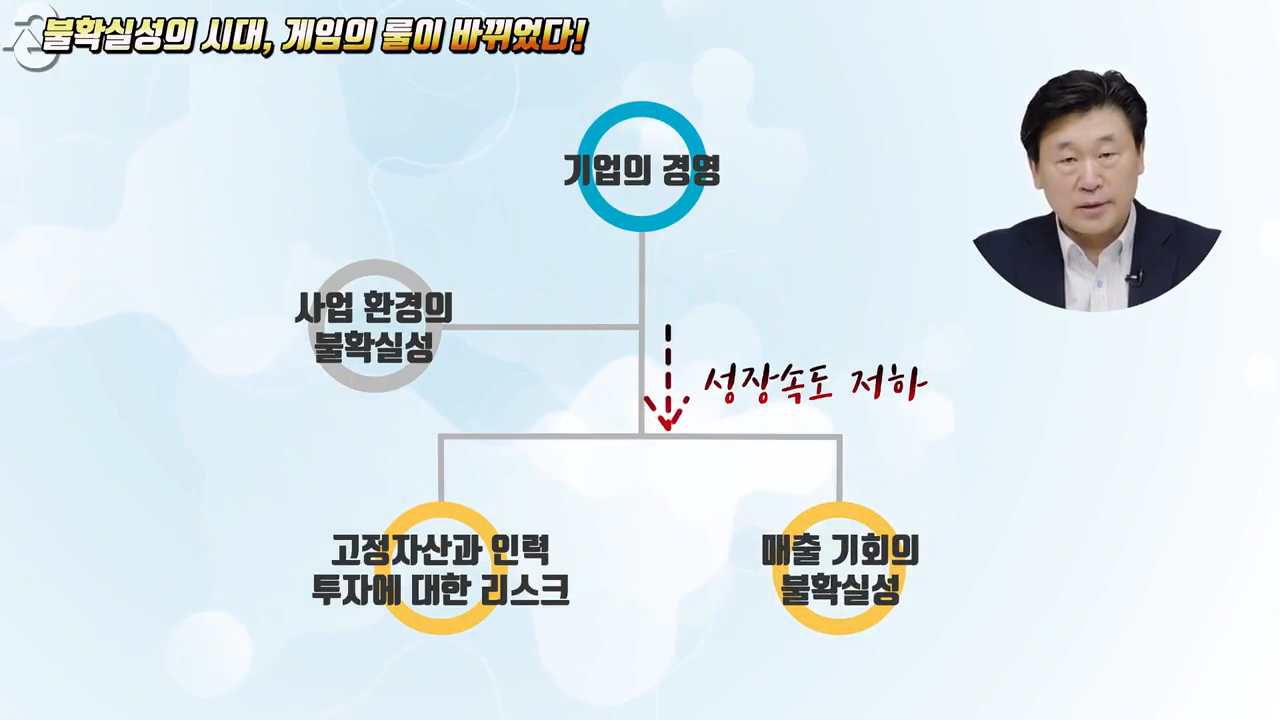 불확실성의 시대, 게임의 룰이 바뀌었다!
기업의 경영
사업 환경의
불확실성
성장속도 저하
고정자산과 인력
투자에 대한 리스크
매출 기회의
불확실성